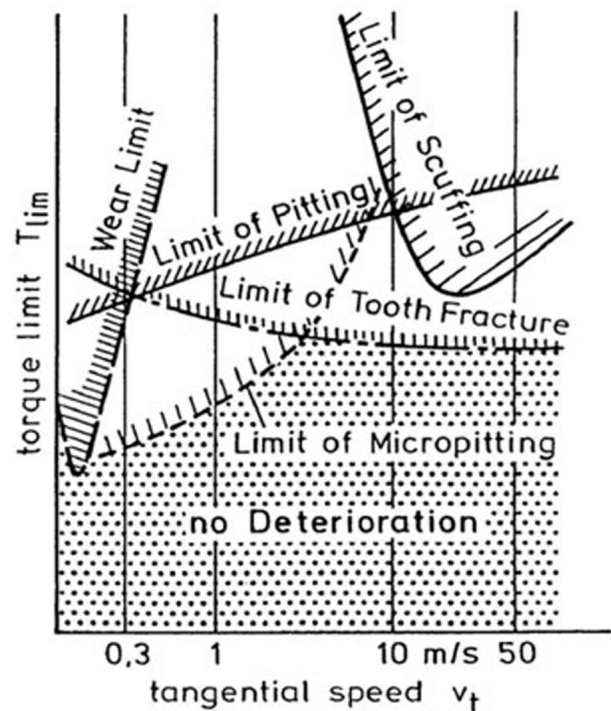 torque limit T_lim
Wear Limit
Limit of Pitting
Limit of Scuffing
Limit of Tooth Fracture
Limit of Micropitting
no Deterioration
0,3 1 10 m/s 50
tangential speed v_t